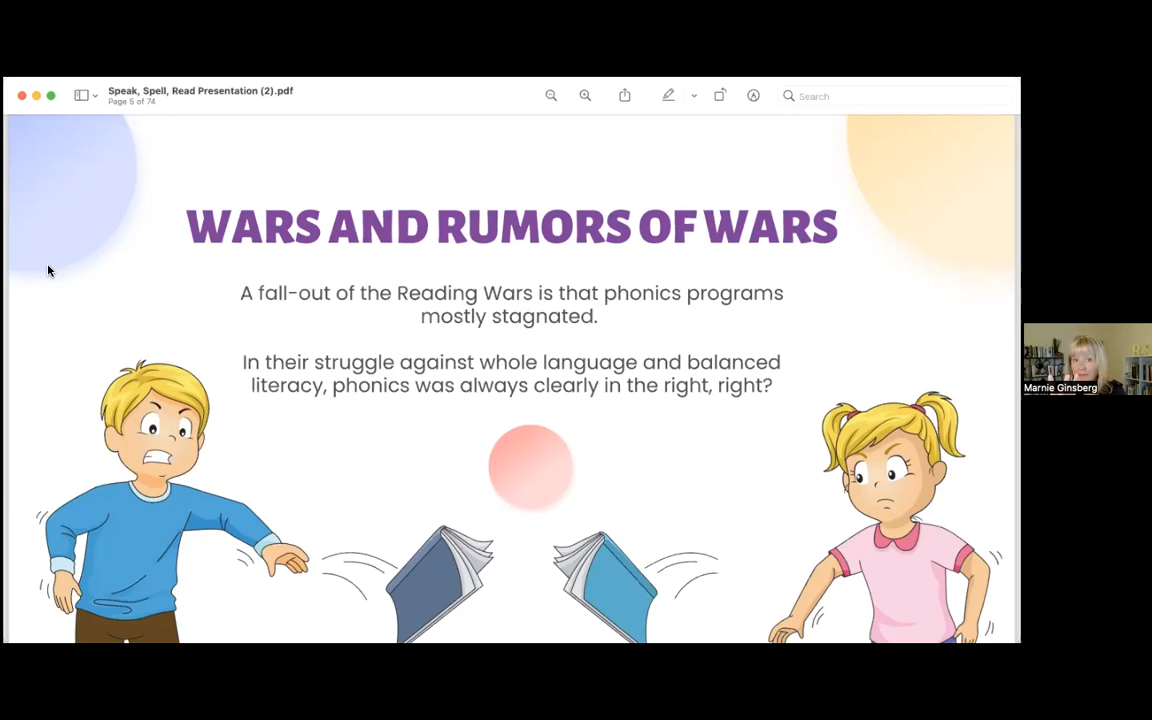 Speak, Spell, Read Presentation (2).pdf
Page 5 of 74
Search
WARS AND RUMORS OF WARS
A fall-out of the Reading Wars is that phonics programs
mostly stagnated.
In their struggle against whole language and balanced
literacy, phonics was always clearly in the right, right?
Marnie Ginsberg